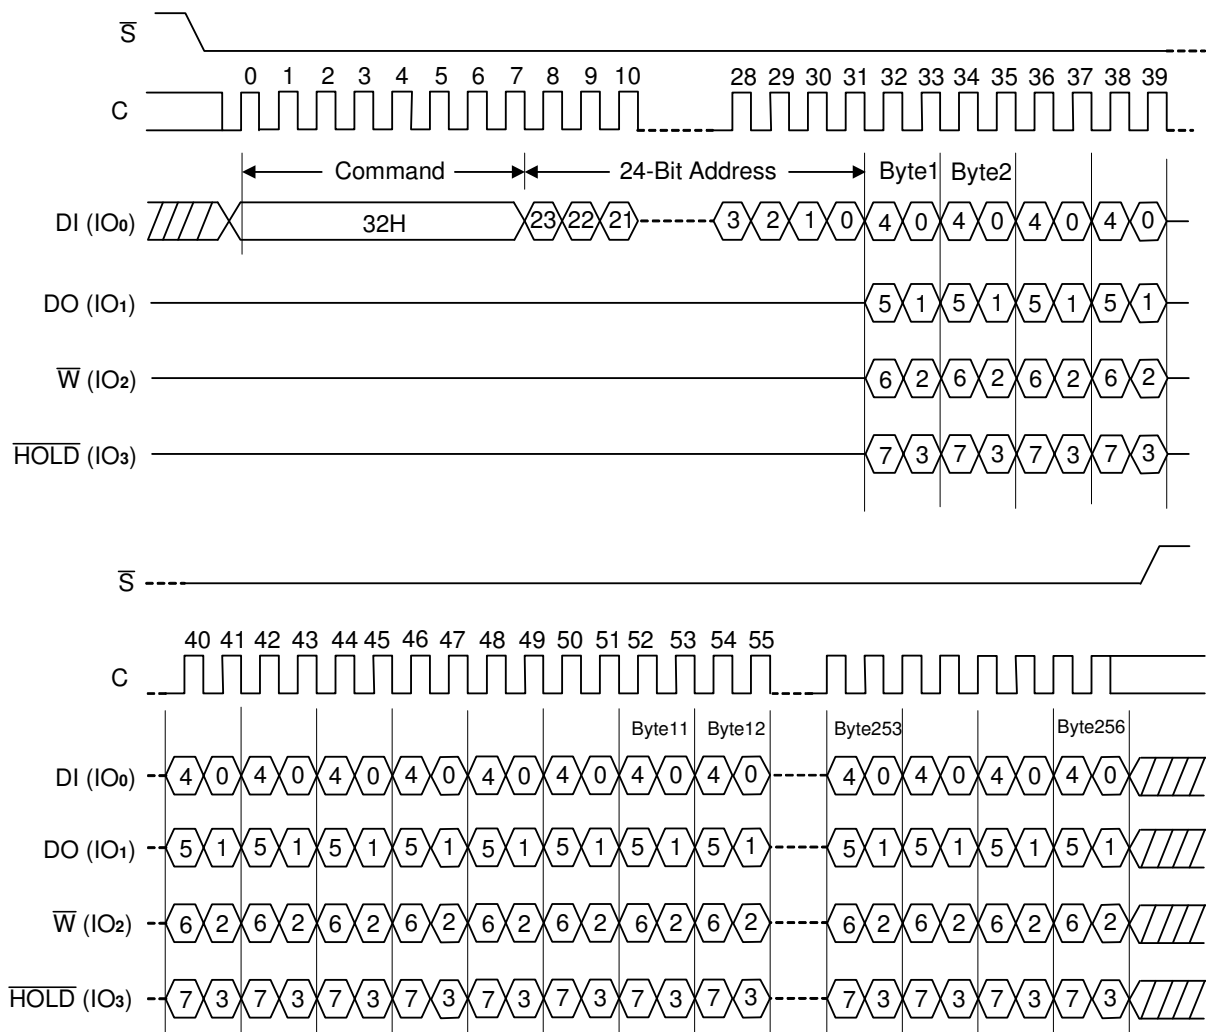 S̅
0 1 2 3 4 5 6 7 8 9 10 28 29 30 31 32 33 34 35 36 37 38 39
C
Command 24-Bit Address Byte1 Byte2
DI (IO₀) 32H 23 22 21 3 2 1 0 4 0 4 0 4 0 4 0
DO (IO₁) 5 1 5 1 5 1 5 1
W̅ (IO₂) 6 2 6 2 6 2 6 2
H̅O̅L̅D̅ (IO₃) 7 3 7 3 7 3 7 3
S̅
40 41 42 43 44 45 46 47 48 49 50 51 52 53 54 55
C
Byte11 Byte12 Byte253 Byte256
DI (IO₀) 4 0 4 0 4 0 4 0 4 0 4 0 4 0 4 0 4 0 4 0 4 0 4 0
DO (IO₁) 5 1 5 1 5 1 5 1 5 1 5 1 5 1 5 1 5 1 5 1 5 1 5 1
W̅ (IO₂) 6 2 6 2 6 2 6 2 6 2 6 2 6 2 6 2 6 2 6 2 6 2 6 2
H̅O̅L̅D̅ (IO₃) 7 3 7 3 7 3 7 3 7 3 7 3 7 3 7 3 7 3 7 3 7 3 7 3